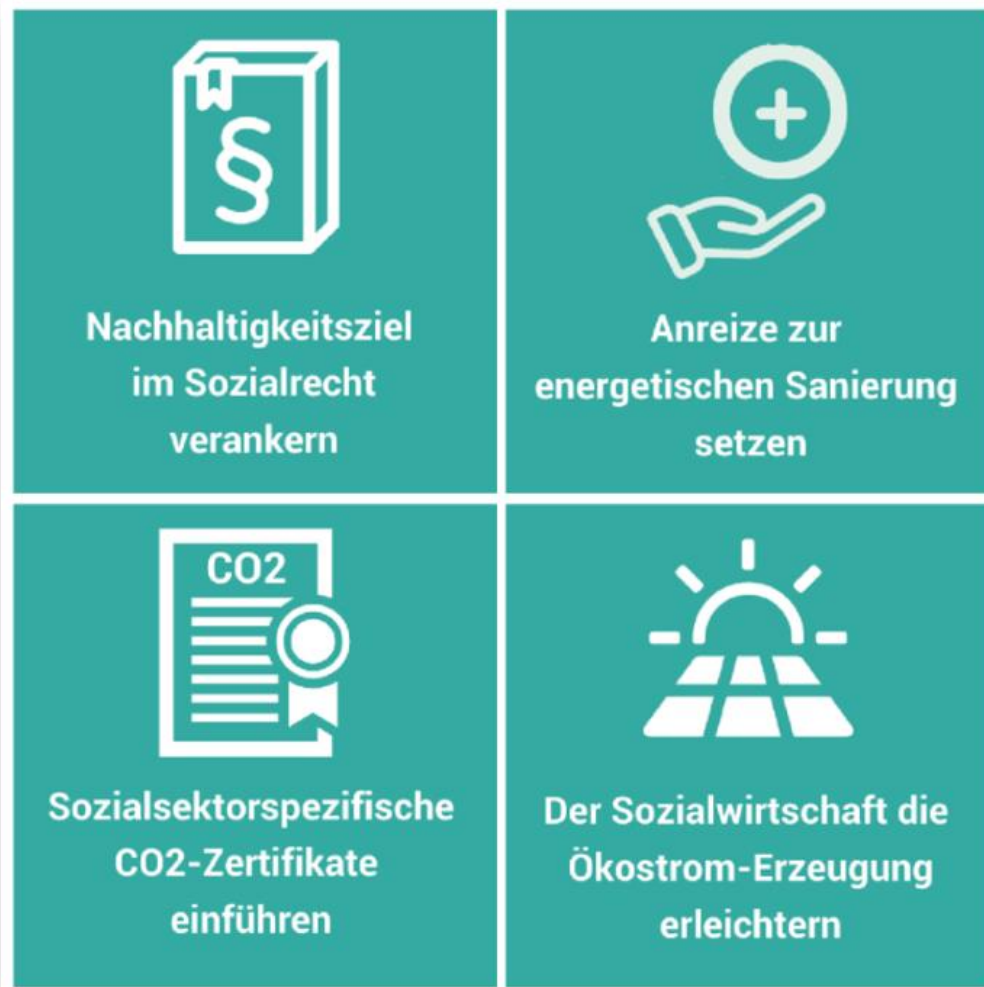 §
Nachhaltigkeitsziel
im Sozialrecht
verankern
Anreize zur
energetischen Sanierung
setzen
CO2
Sozialsektorspezifische
CO2-Zertifikate
einführen
Der Sozialwirtschaft die
Ökostrom-Erzeugung
erleichtern